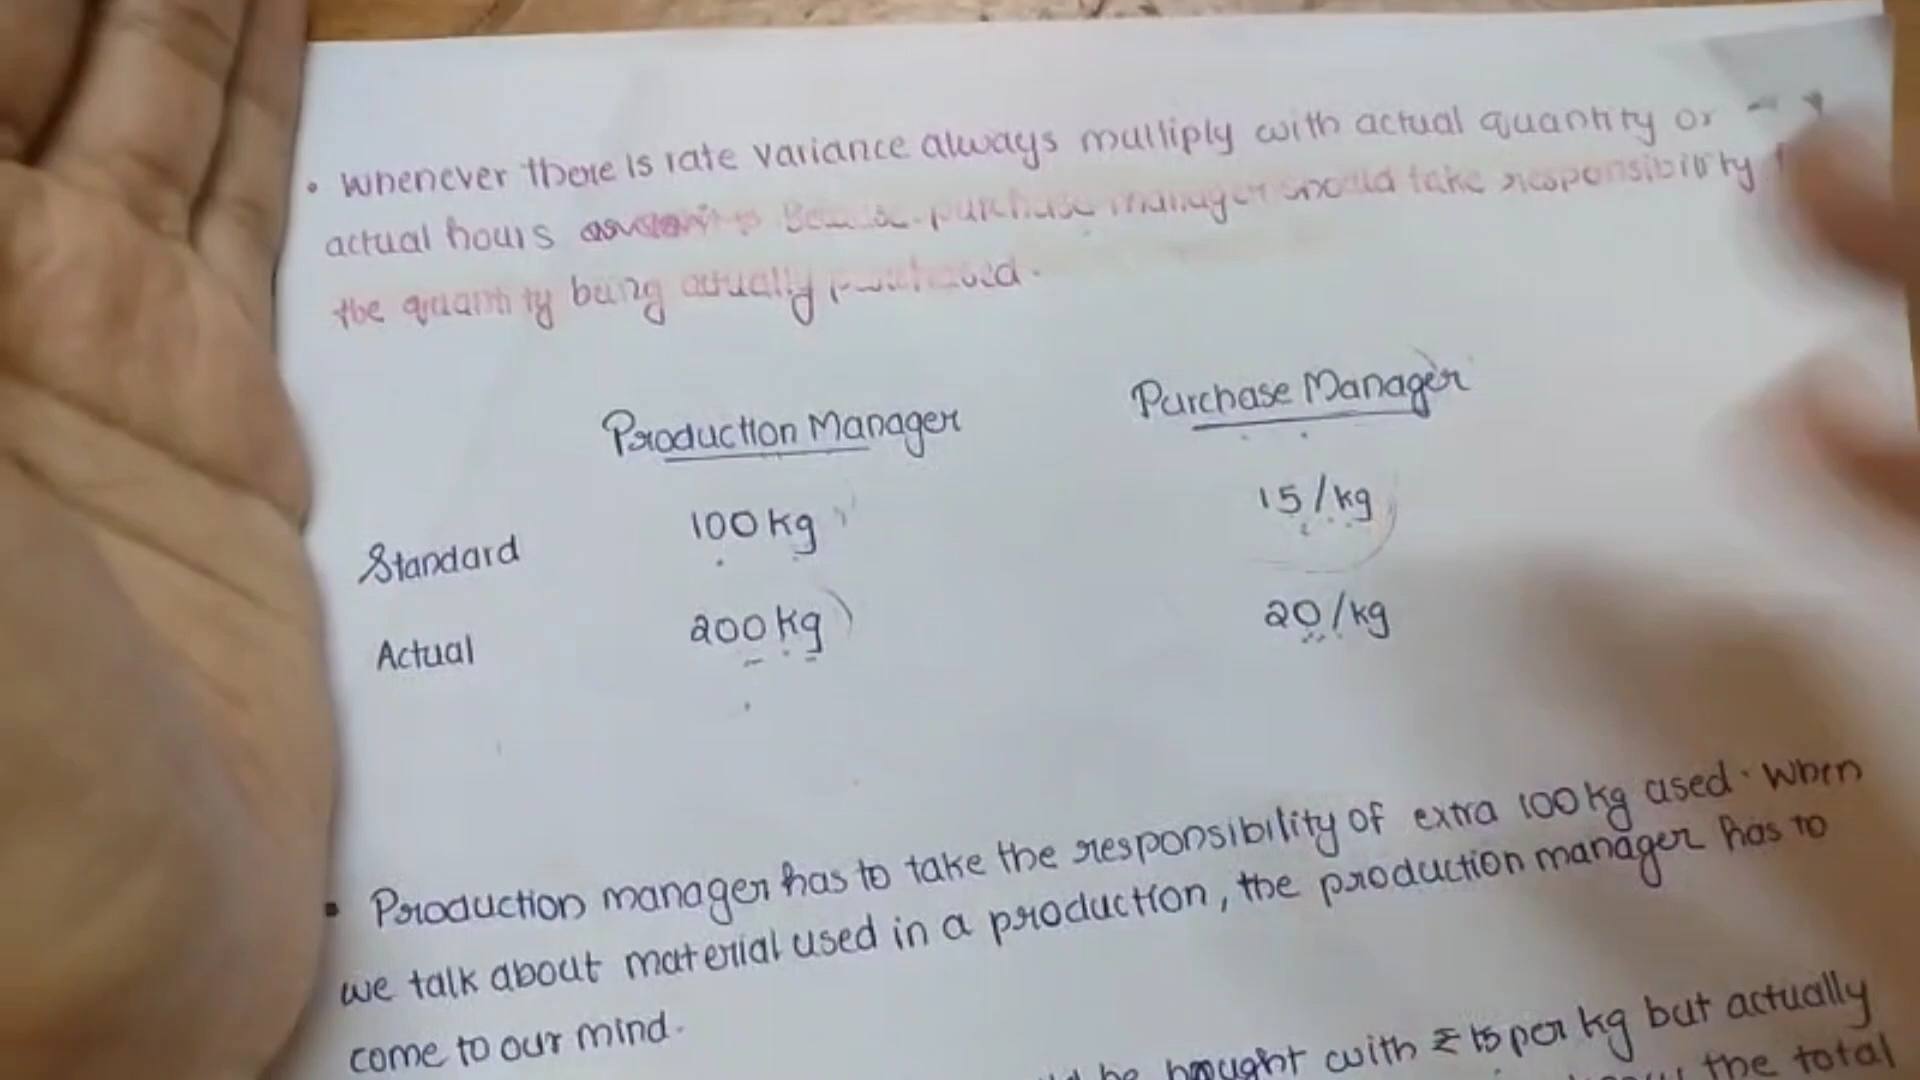 • Whenever there is rate variance always multiply with actual quantity or
actual hours purchase manager should take responsibility
the quantity being actually purchased.
Production Manager Purchase Manager
Standard 100 kg 15/kg
Actual 200 kg 20/kg
• Production manager has to take the responsibility of extra 100 kg used. When
we talk about material used in a production, the production manager has to
come to our mind.
be bought with ₹ 15 per kg but actually
the total